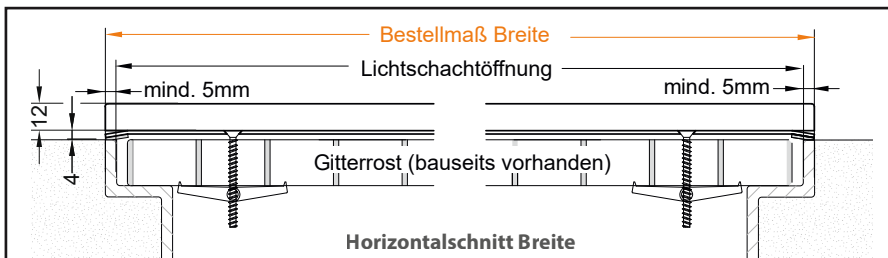 Bestellmaß Breite
Lichtschachtöffnung
mind. 5mm
mind. 5mm
12
4
Gitterrost (bauseits vorhanden)
Horizontalschnitt Breite